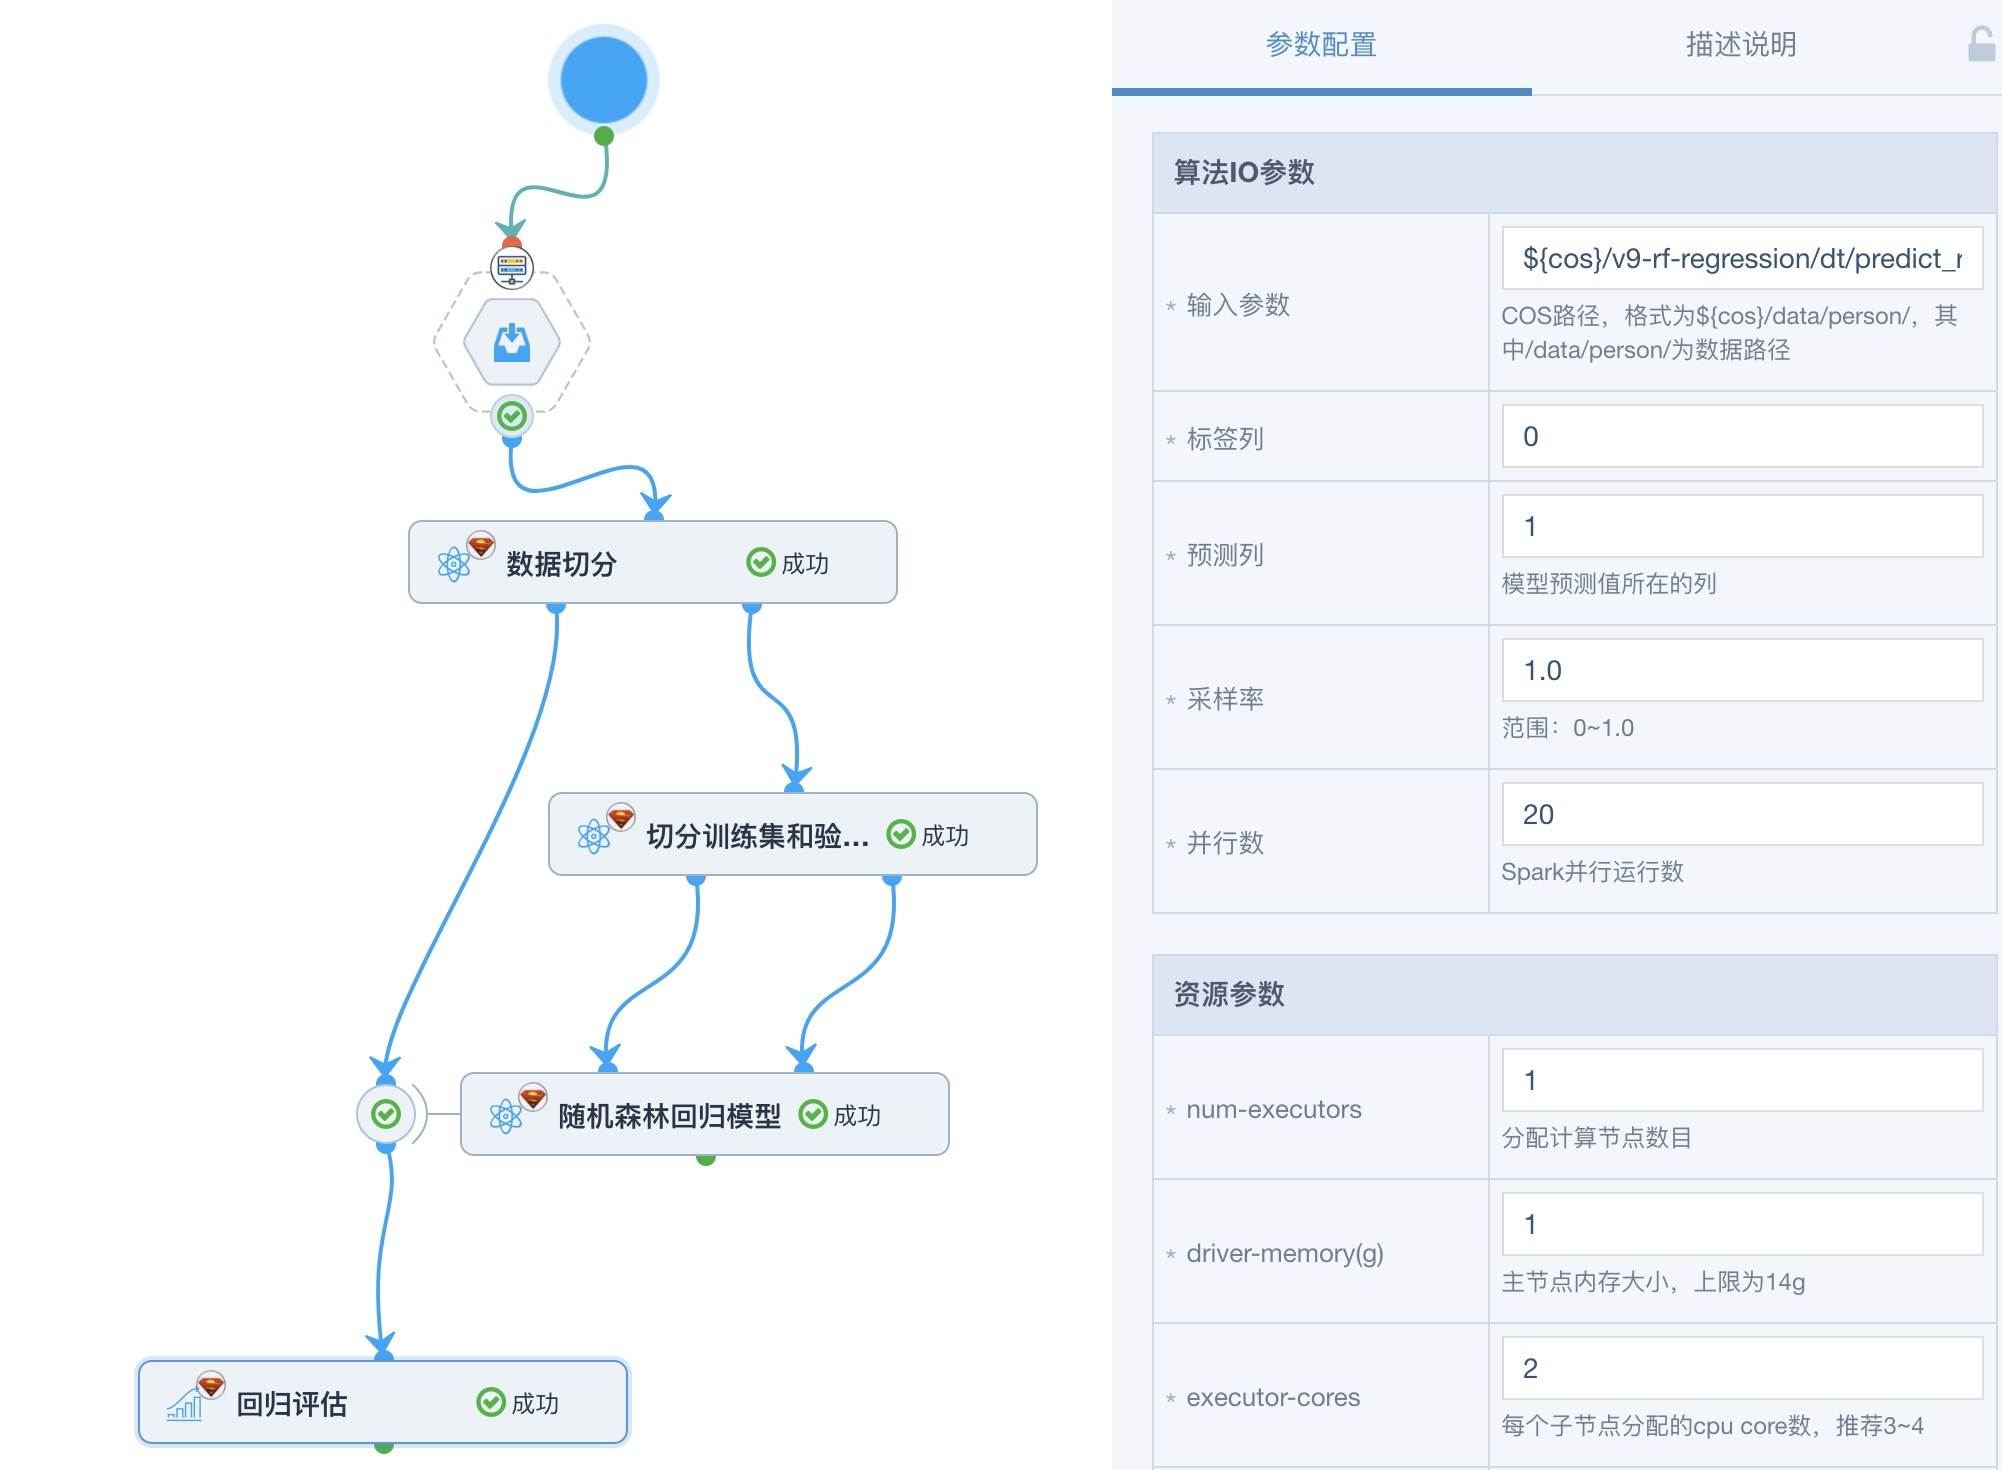 数据切分
成功
切分训练集和验...
成功
随机森林回归模型
成功
回归评估
成功
参数配置
描述说明
算法IO参数
* 输入参数
${cos}/v9-rf-regression/dt/predict_r
COS路径，格式为${cos}/data/person/，其
中/data/person/为数据路径
* 标签列
0
* 预测列
1
模型预测值所在的列
* 采样率
1.0
范围：0~1.0
* 并行数
20
Spark并行运行数
资源参数
* num-executors
1
分配计算节点数目
* driver-memory(g)
1
主节点内存大小，上限为14g
* executor-cores
2
每个子节点分配的cpu core数，推荐3~4